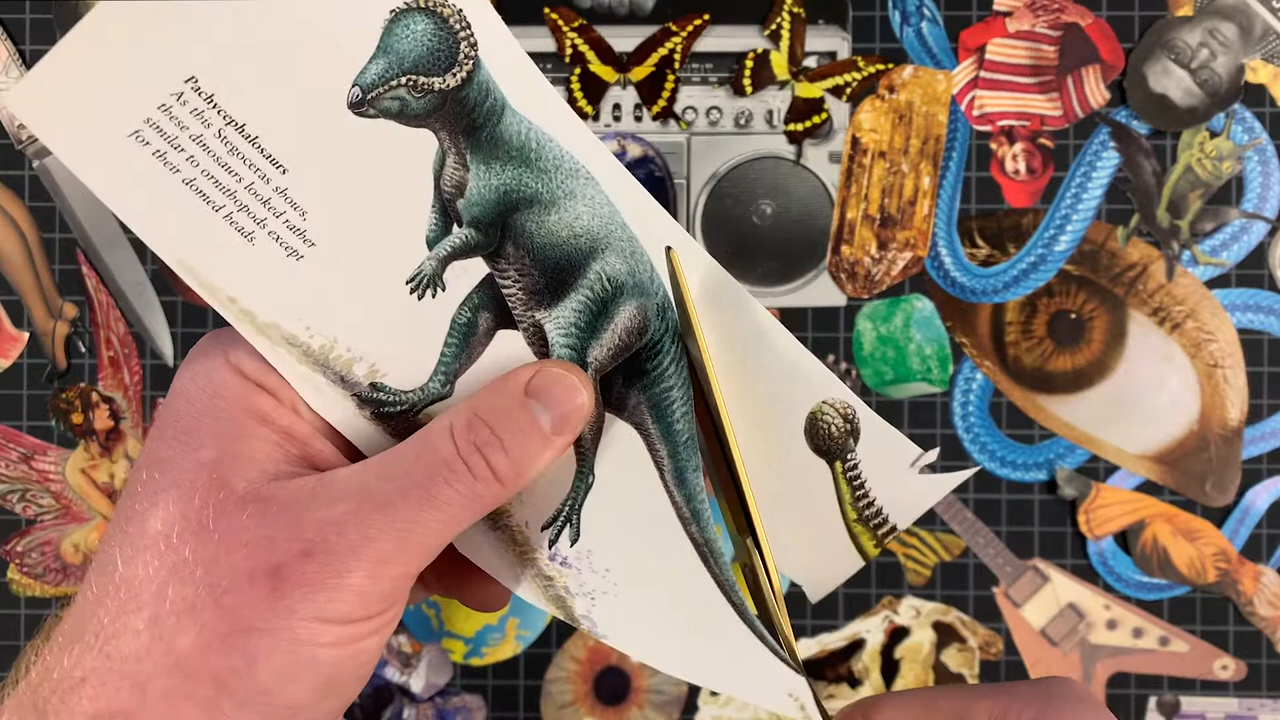 Pachycephalosaurs
As this Stegoceras shows,
these dinosaurs looked rather
similar to ornithopods except
for their domed heads.